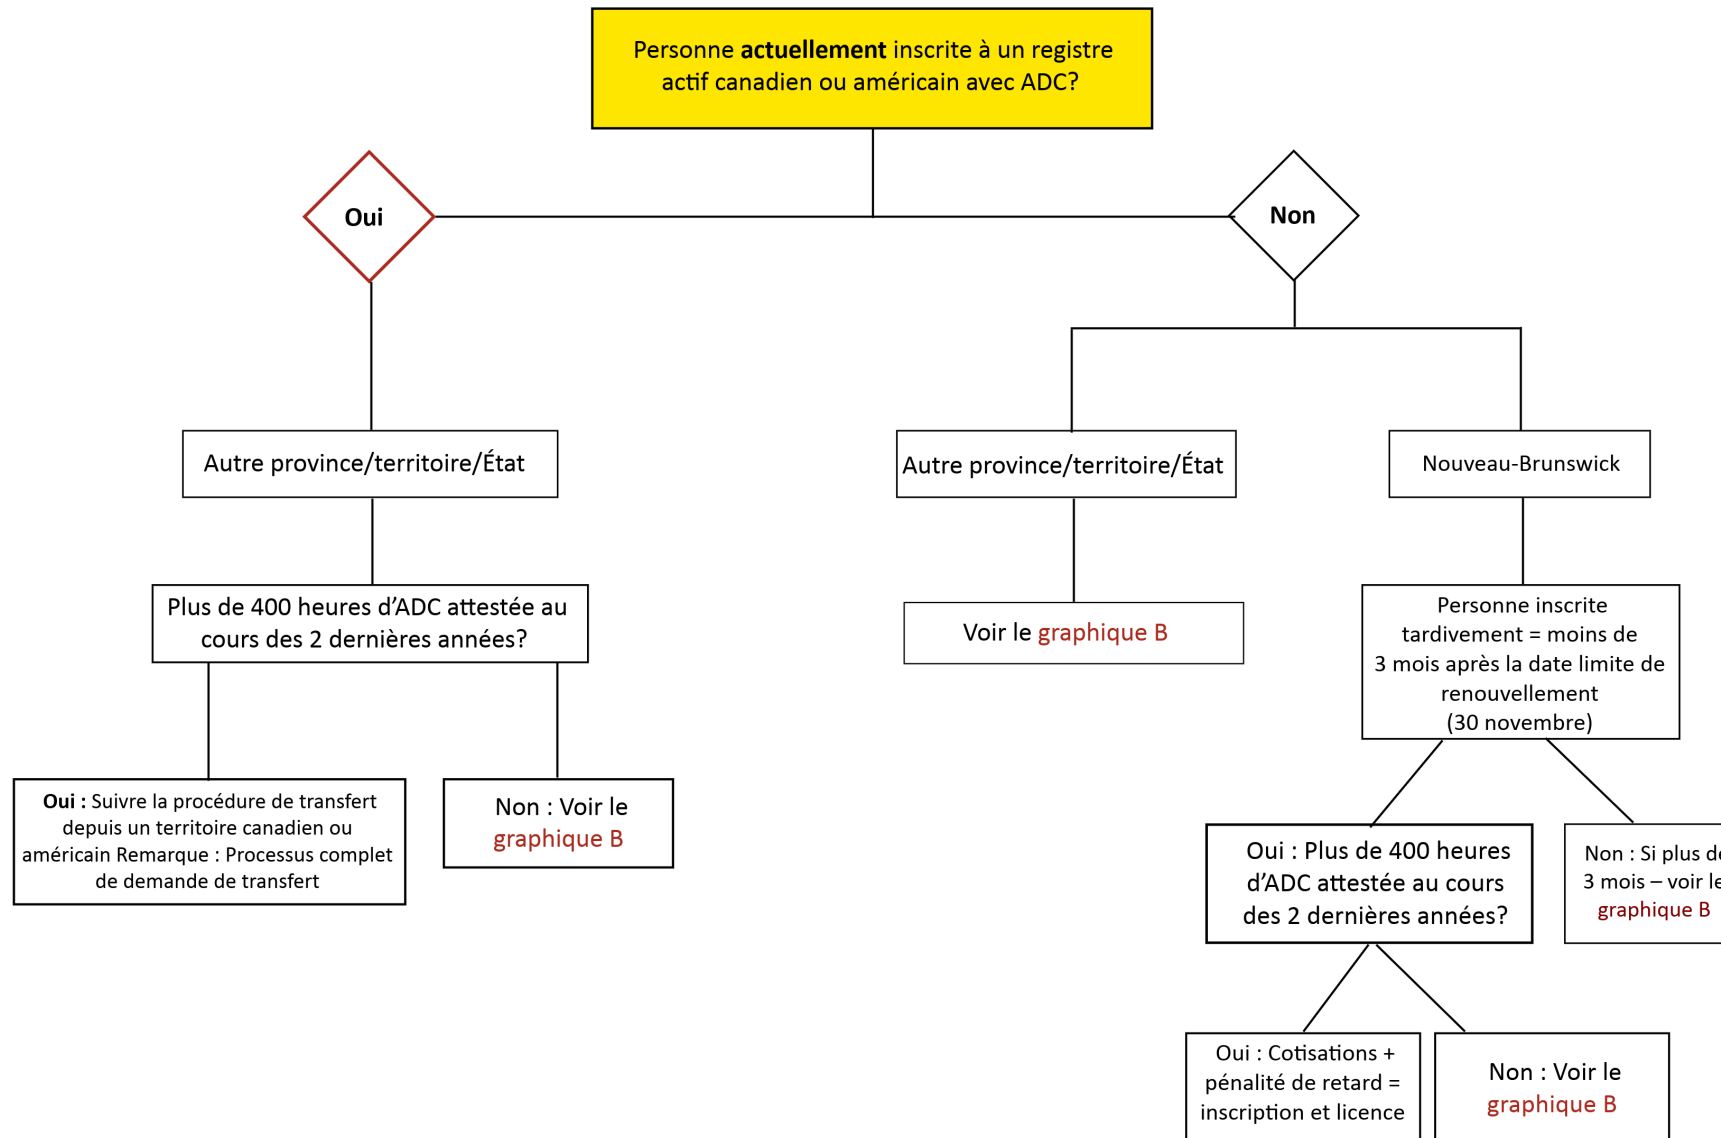 Personne actuellement inscrite à un registre
actif canadien ou américain avec ADC?
Oui
Non
Autre province/territoire/État
Autre province/territoire/État
Nouveau-Brunswick
Plus de 400 heures d’ADC attestée au
cours des 2 dernières années?
Voir le graphique B
Personne inscrite
tardivement = moins de
3 mois après la date limite de
renouvellement
(30 novembre)
Oui : Suivre la procédure de transfert
depuis un territoire canadien ou
américain Remarque : Processus complet
de demande de transfert
Non : Voir le
graphique B
Oui : Plus de 400 heures
d’ADC attestée au cours
des 2 dernières années?
Non : Si plus de
3 mois – voir le
graphique B
Oui : Cotisations +
pénalité de retard =
inscription et licence
Non : Voir le
graphique B